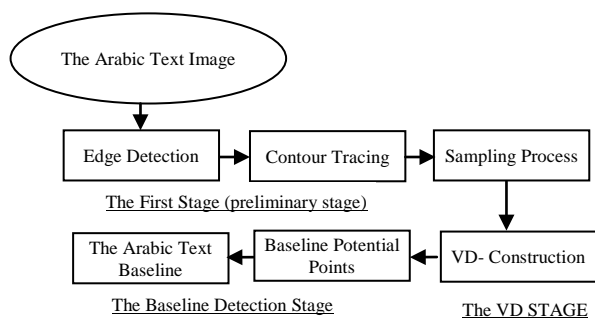 The Arabic Text Image
Edge Detection
Contour Tracing
Sampling Process
The First Stage (preliminary stage)
The Arabic Text
Baseline
Baseline Potential
Points
VD- Construction
The Baseline Detection Stage
The VD STAGE